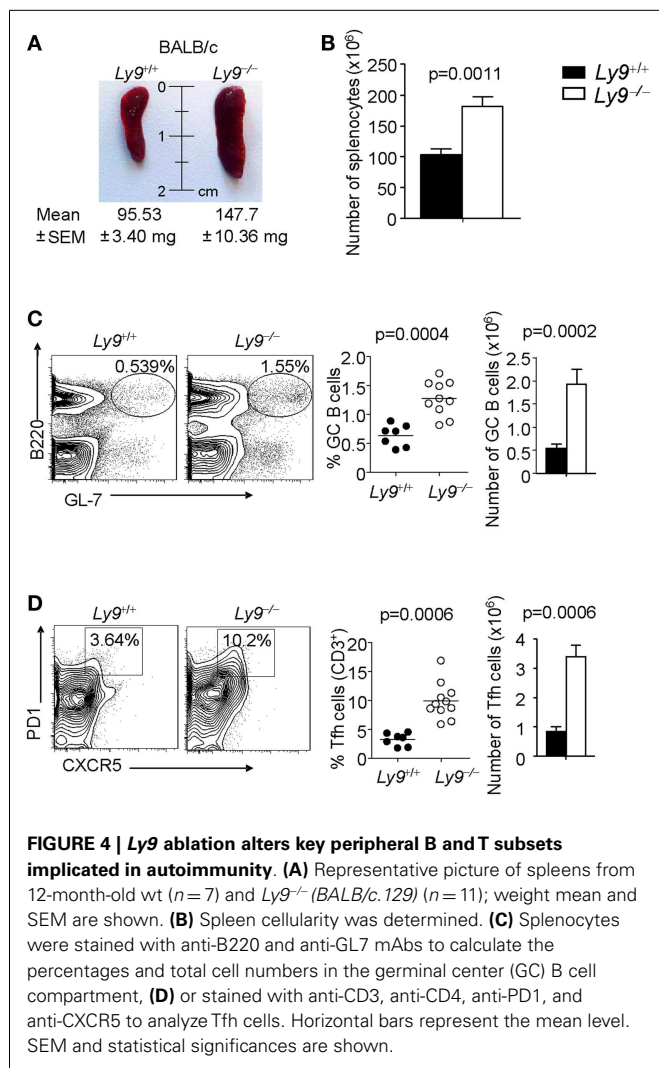 A
BALB/c
Ly9+/+ Ly9−/−
0
1
2 cm
Mean 95.53 147.7
±SEM ±3.40 mg ±10.36 mg
B
Number of splenocytes (x10⁶)
250
200
150
100
50
0
p=0.0011
Ly9+/+
Ly9−/−
C
Ly9+/+ Ly9−/−
0.539% 1.55%
B220
GL-7
p=0.0004
% GC B cells
2.0
1.5
1.0
0.5
0.0
Ly9+/+ Ly9−/−
p=0.0002
Number of GC B cells (x10⁶)
2.5
2.0
1.5
1.0
0.5
0.0
D
Ly9+/+ Ly9−/−
3.64% 10.2%
PD1
CXCR5
p=0.0006
% Tfh cells (CD3⁺)
20
15
10
5
0
Ly9+/+ Ly9−/−
p=0.0006
Number of Tfh cells (x10⁶)
4
3
2
1
0
FIGURE 4 | Ly9 ablation alters key peripheral B and T subsets
implicated in autoimmunity. (A) Representative picture of spleens from
12-month-old wt (n = 7) and Ly9−/− (BALB/c.129) (n = 11); weight mean and
SEM are shown. (B) Spleen cellularity was determined. (C) Splenocytes
were stained with anti-B220 and anti-GL7 mAbs to calculate the
percentages and total cell numbers in the germinal center (GC) B cell
compartment, (D) or stained with anti-CD3, anti-CD4, anti-PD1, and
anti-CXCR5 to analyze Tfh cells. Horizontal bars represent the mean level.
SEM and statistical significances are shown.